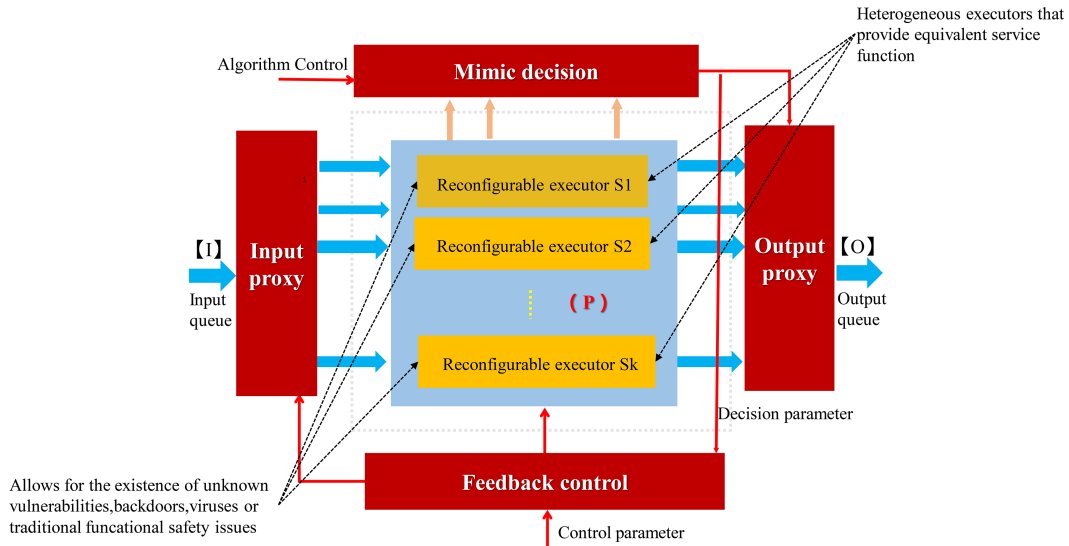 Heterogeneous executors that
provide equivalent service
function
Algorithm Control
Mimic decision
Reconfigurable executor S1
Reconfigurable executor S2
( P )
Reconfigurable executor Sk
【I】
Input
queue
Input
proxy
Output
proxy
【O】
Output
queue
Decision parameter
Feedback control
Control parameter
Allows for the existence of unknown
vulnerabilities,backdoors,viruses or
traditional funcational safety issues